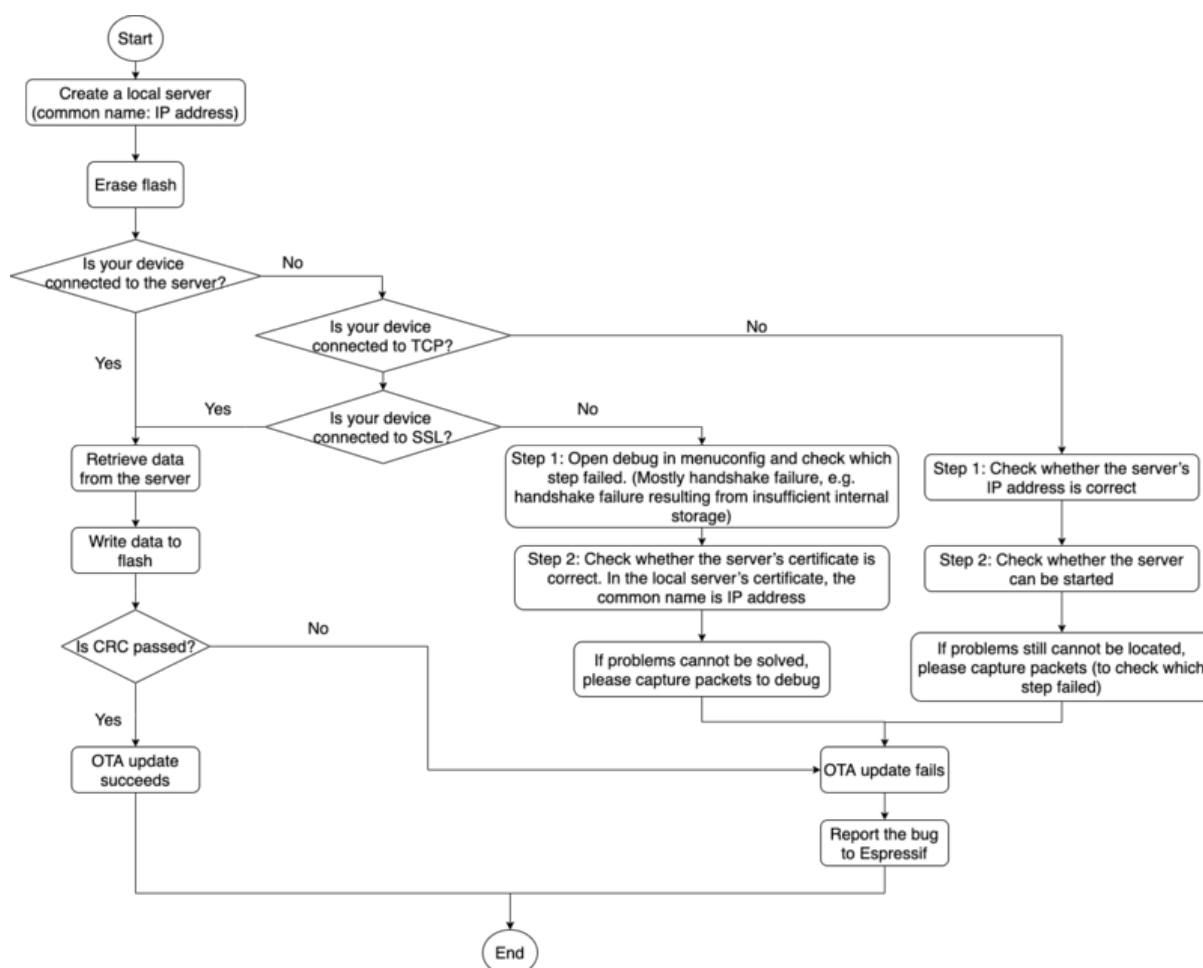 Start
Create a local server
(common name: IP address)
Erase flash
Is your device
connected to the server?
No
Is your device
connected to TCP?
No
Yes
Yes
Is your device
connected to SSL?
No
Retrieve data
from the server
Step 1: Open debug in menuconfig and check which
step failed. (Mostly handshake failure, e.g.
handshake failure resulting from insufficient internal
storage)
Step 1: Check whether the server's
IP address is correct
Write data to
flash
Step 2: Check whether the server's certificate is
correct. In the local server's certificate, the
common name is IP address
Step 2: Check whether the server
can be started
Is CRC passed?
No
If problems cannot be solved,
please capture packets to debug
If problems still cannot be located,
please capture packets (to check which
step failed)
Yes
OTA update
succeeds
OTA update fails
Report the bug
to Espressif
End